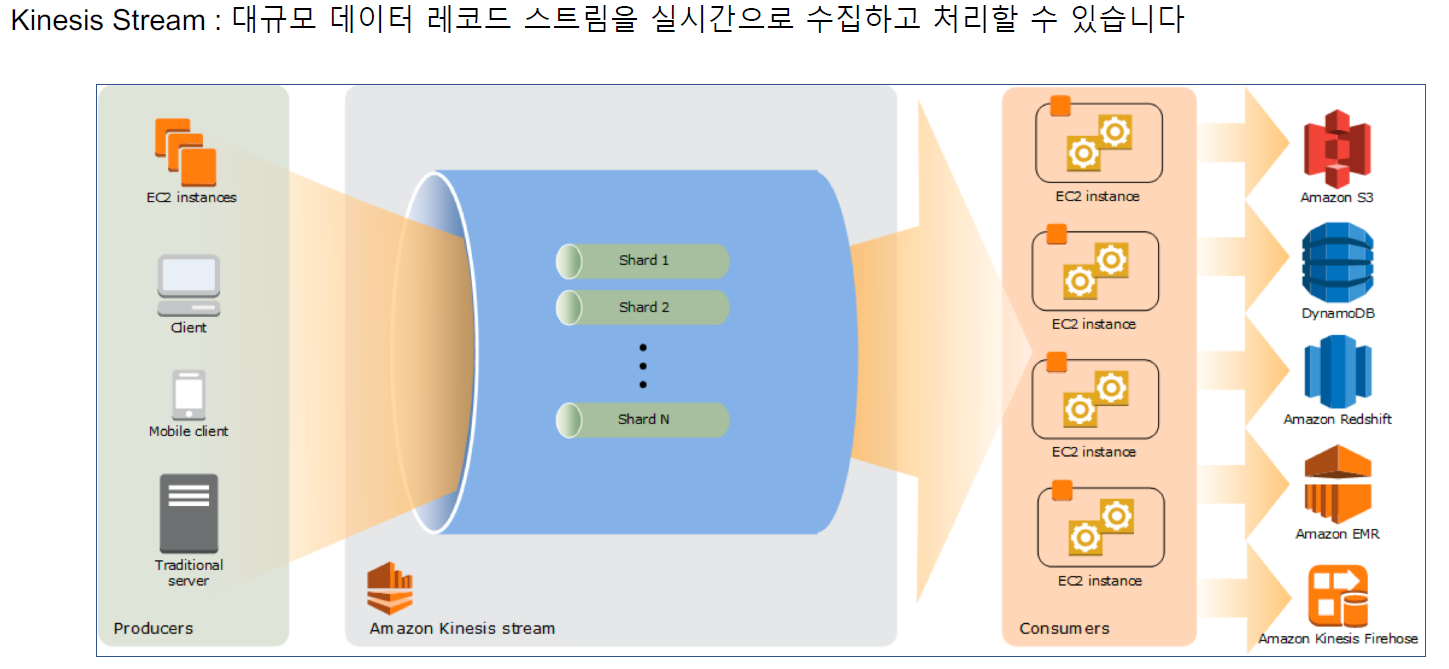 Kinesis Stream : 대규모 데이터 레코드 스트림을 실시간으로 수집하고 처리할 수 있습니다
EC2 instances
Client
Mobile client
Traditional
server
Producers
Shard 1
Shard 2
Shard N
Amazon Kinesis stream
EC2 instance
EC2 instance
EC2 instance
EC2 instance
Consumers
Amazon S3
DynamoDB
Amazon Redshift
Amazon EMR
Amazon Kinesis Firehose